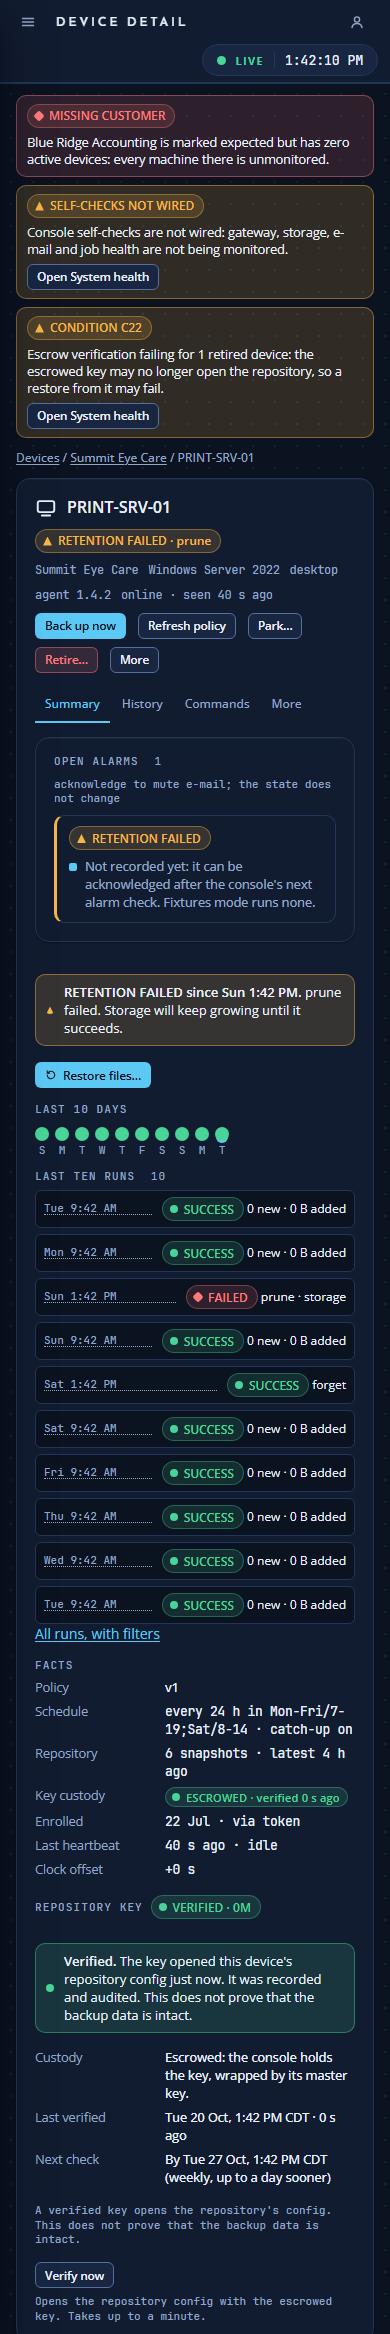 DEVICE DETAIL
LIVE 1:42:10 PM
MISSING CUSTOMER
Blue Ridge Accounting is marked expected but has zero
active devices: every machine there is unmonitored.
SELF-CHECKS NOT WIRED
Console self-checks are not wired: gateway, storage, e-
mail and job health are not being monitored.
Open System health
CONDITION C22
Escrow verification failing for 1 retired device: the
escrowed key may no longer open the repository, so a
restore from it may fail.
Open System health
Devices / Summit Eye Care / PRINT-SRV-01
PRINT-SRV-01
RETENTION FAILED · prune
Summit Eye Care Windows Server 2022 desktop
agent 1.4.2 online · seen 40 s ago
Back up now Refresh policy Park...
Retire... More
Summary History Commands More
OPEN ALARMS 1
acknowledge to mute e-mail; the state does
not change
RETENTION FAILED
Not recorded yet: it can be
acknowledged after the console's next
alarm check. Fixtures mode runs none.
RETENTION FAILED since Sun 1:42 PM. prune
failed. Storage will keep growing until it
succeeds.
Restore files...
LAST 10 DAYS
S M T W T F S S M T
LAST TEN RUNS 10
Tue 9:42 AM SUCCESS 0 new · 0 B added
Mon 9:42 AM SUCCESS 0 new · 0 B added
Sun 1:42 PM FAILED prune · storage
Sun 9:42 AM SUCCESS 0 new · 0 B added
Sat 1:42 PM SUCCESS forget
Sat 9:42 AM SUCCESS 0 new · 0 B added
Fri 9:42 AM SUCCESS 0 new · 0 B added
Thu 9:42 AM SUCCESS 0 new · 0 B added
Wed 9:42 AM SUCCESS 0 new · 0 B added
Tue 9:42 AM SUCCESS 0 new · 0 B added
All runs, with filters
FACTS
Policy v1
Schedule every 24 h in Mon-Fri/7-
19;Sat/8-14 · catch-up on
Repository 6 snapshots · latest 4 h
ago
Key custody ESCROWED · verified 0 s ago
Enrolled 22 Jul · via token
Last heartbeat 40 s ago · idle
Clock offset +0 s
REPOSITORY KEY VERIFIED · 0M
Verified. The key opened this device's
repository config just now. It was recorded
and audited. This does not prove that the
backup data is intact.
Custody Escrowed: the console holds
the key, wrapped by its master
key.
Last verified Tue 20 Oct, 1:42 PM CDT · 0 s
ago
Next check By Tue 27 Oct, 1:42 PM CDT
(weekly, up to a day sooner)
A verified key opens the repository's config.
This does not prove that the backup data is
intact.
Verify now
Opens the repository config with the escrowed
key. Takes up to a minute.